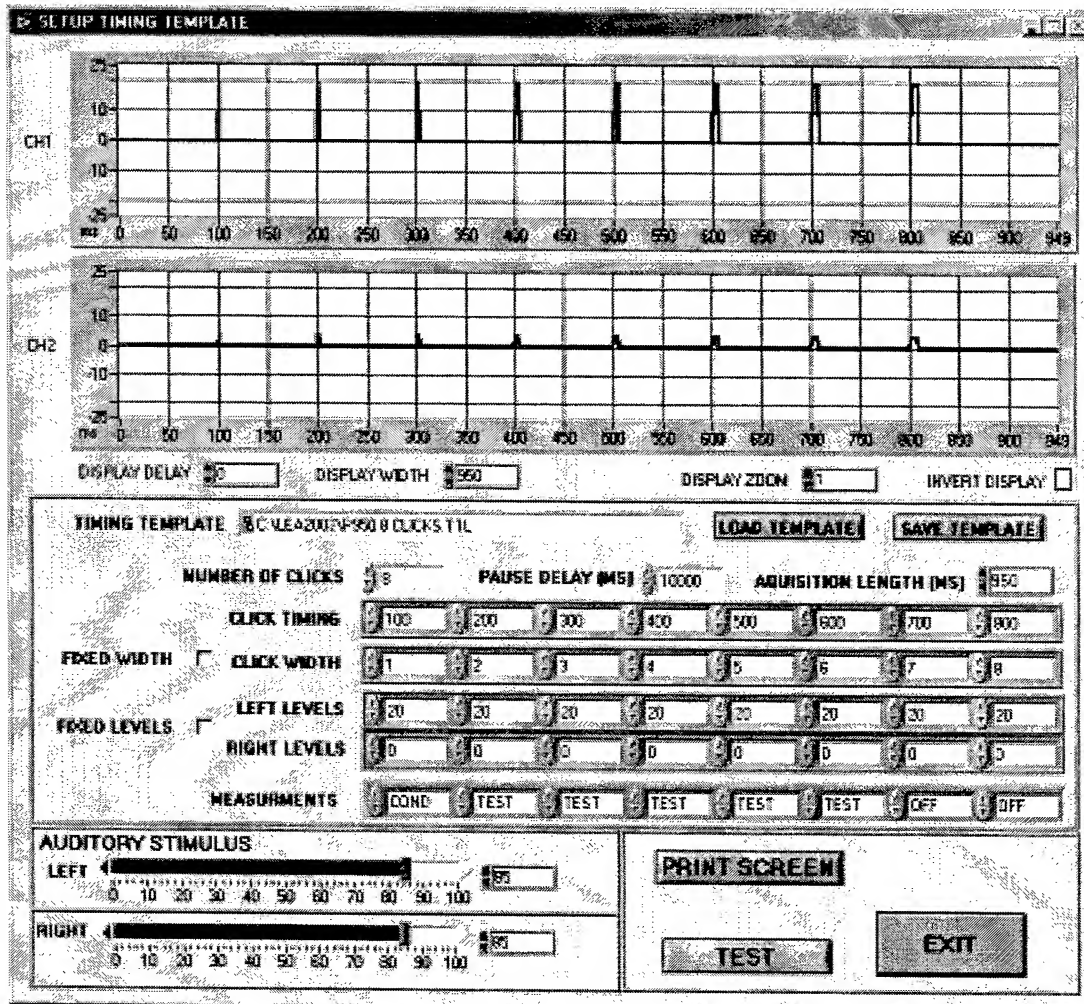 SETUP TIMING TEMPLATE
25
10
0
-10
-25
CH1
ms 0 50 100 150 200 250 300 350 400 450 500 550 600 650 700 750 800 850 900 949
25
10
0
-10
-25
CH2
ms 0 50 100 150 200 250 300 350 400 450 500 550 600 650 700 750 800 850 900 949
DISPLAY DELAY 0 DISPLAY WIDTH 950 DISPLAY ZOOM 1 INVERT DISPLAY
TIMING TEMPLATE 8 CLICKS LOAD TEMPLATE SAVE TEMPLATE
NUMBER OF CLICKS 8 PAUSE DELAY (MS) 10000 AQUISITION LENGTH (MS) 950
CLICK TIMING 100 200 300 400 500 600 700 800
FIXED WIDTH CLICK WIDTH 1 2 3 4 5 6 7 8
LEFT LEVELS 20 20 20 20 20 20 20 20
FIXED LEVELS
RIGHT LEVELS 0 0 0 0 0 0 0 0
MEASURMENTS COND TEST TEST TEST TEST TEST OFF OFF
AUDITORY STIMULUS
LEFT 85
0 10 20 30 40 50 60 70 80 90 100
RIGHT 85
0 10 20 30 40 50 60 70 80 90 100
PRINT SCREEN
TEST
EXIT